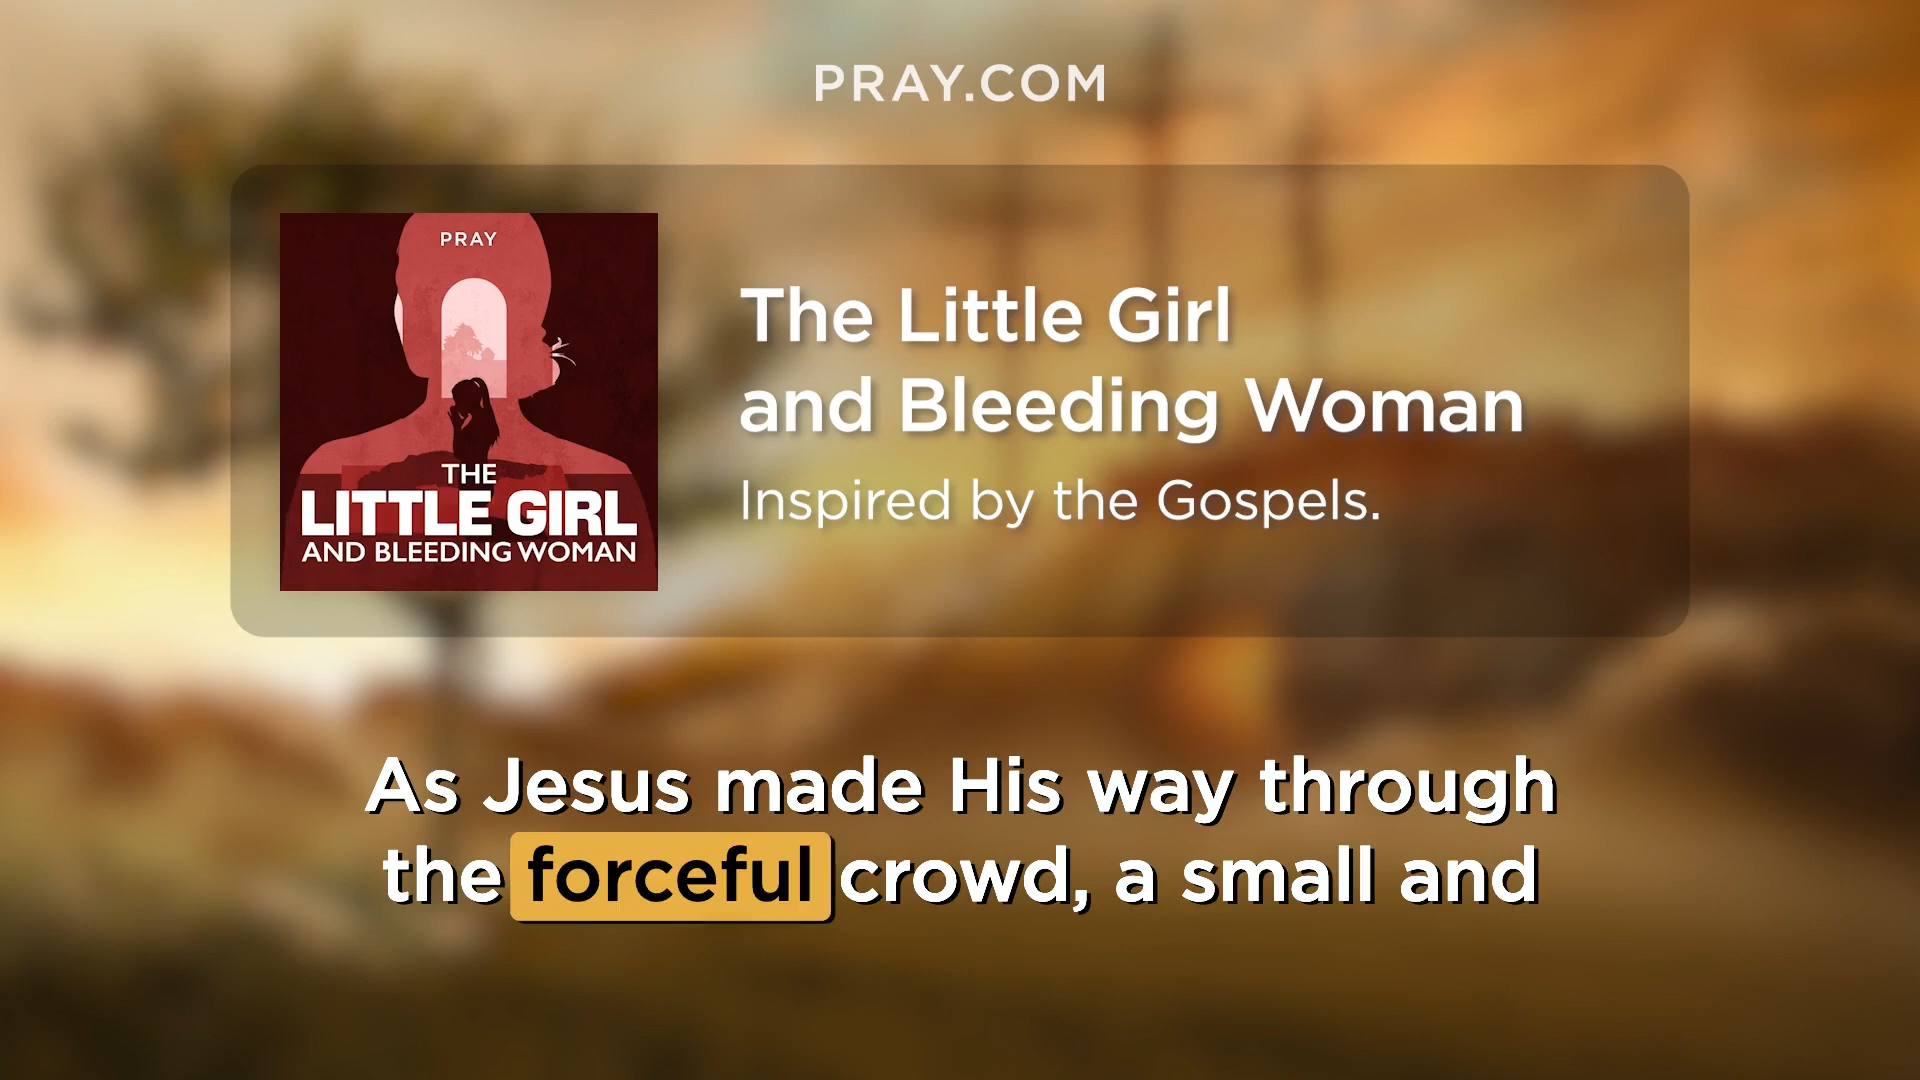 PRAY.COM
PRAY
THE
LITTLE GIRL
AND BLEEDING WOMAN
The Little Girl
and Bleeding Woman
Inspired by the Gospels.
As Jesus made His way through
the forceful crowd, a small and